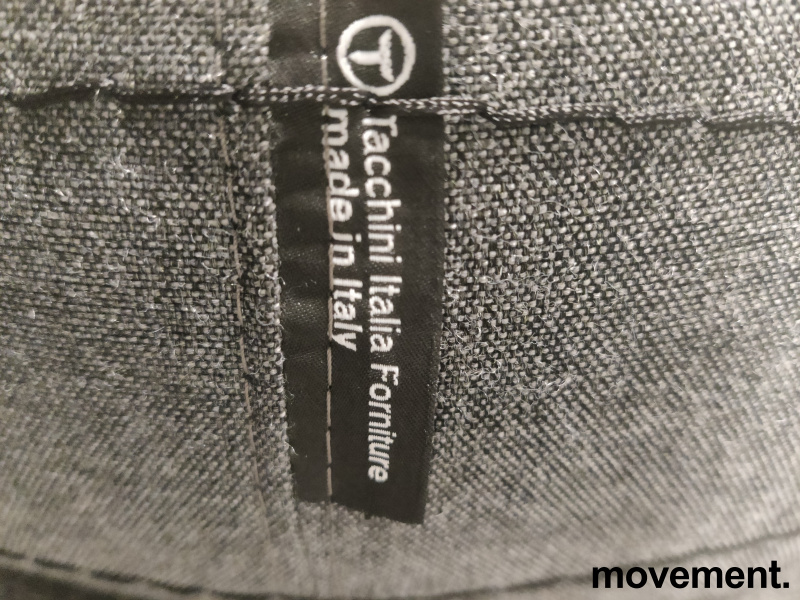 T
Tacchini Italia Forniture
made in Italy
movement.